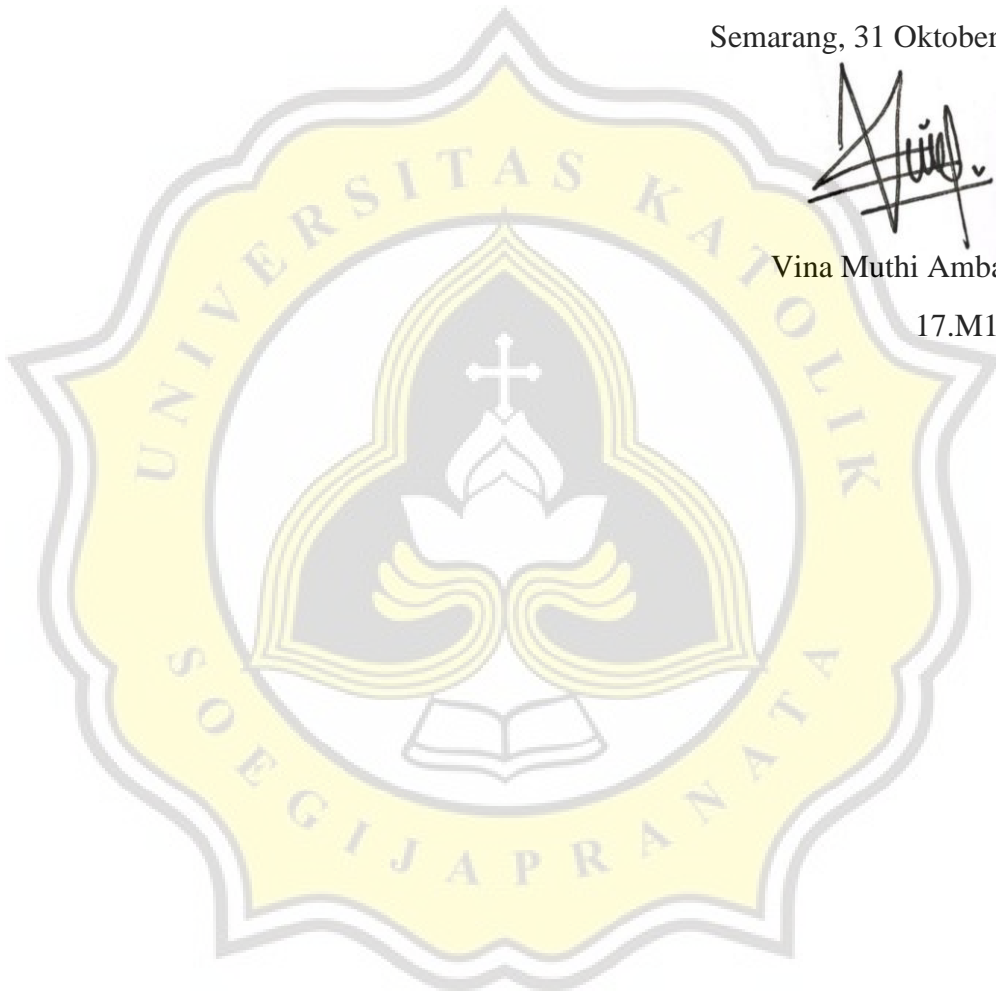 Semarang, 31 Oktober
Vina Muthi Amba
17.M1
UNIVERSITAS KATOLIK
SOEGIJAPRANATA